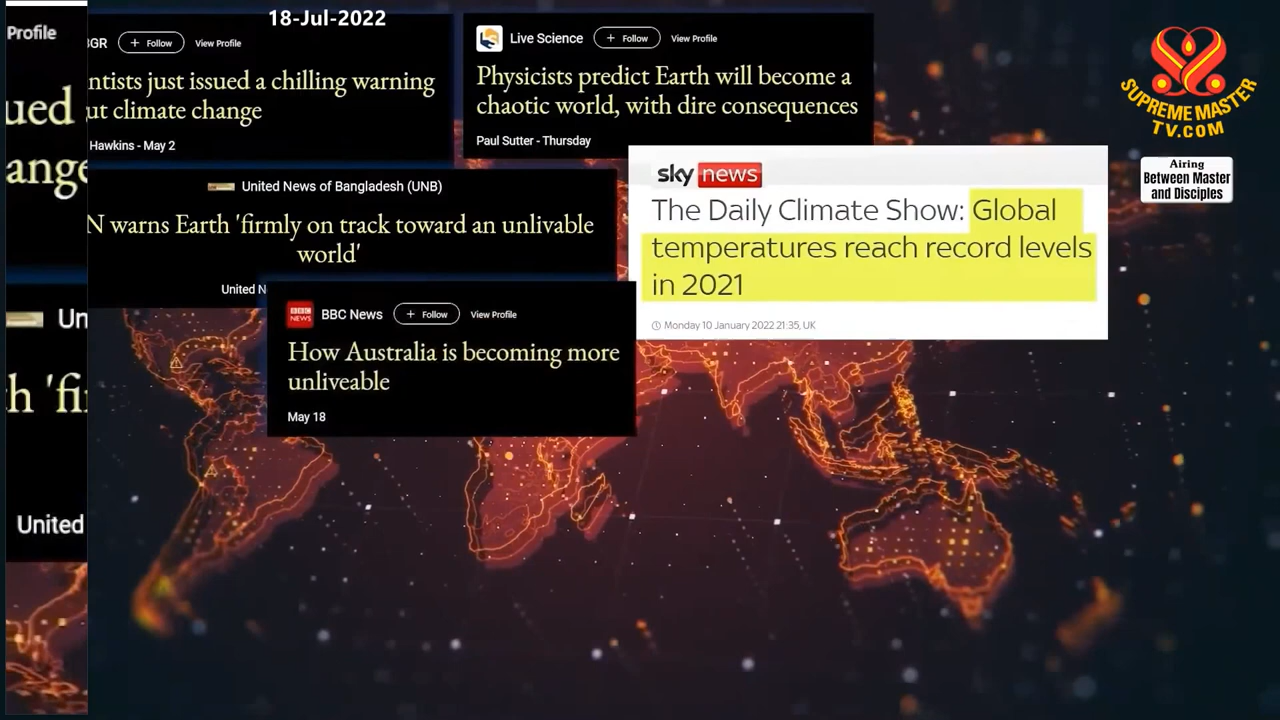 18-Jul-2022
Profile
ued
ange
Un
h 'fi
United
BGR + Follow View Profile
ntists just issued a chilling warning
ut climate change
Hawkins - May 2
Live Science + Follow View Profile
Physicists predict Earth will become a
chaotic world, with dire consequences
Paul Sutter - Thursday
United News of Bangladesh (UNB)
N warns Earth 'firmly on track toward an unlivable
world'
United N
BBC NEWS
BBC News + Follow View Profile
How Australia is becoming more
unliveable
May 18
sky news
The Daily Climate Show: Global
temperatures reach record levels
in 2021
Monday 10 January 2022 21:35, UK
SUPREME MASTER
TV.COM
Airing
Between Master
and Disciples